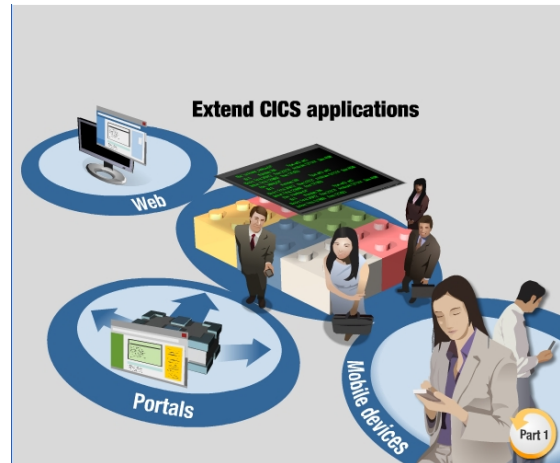 Extend CICS applications
Web
Portals
Mobile devices
Part 1